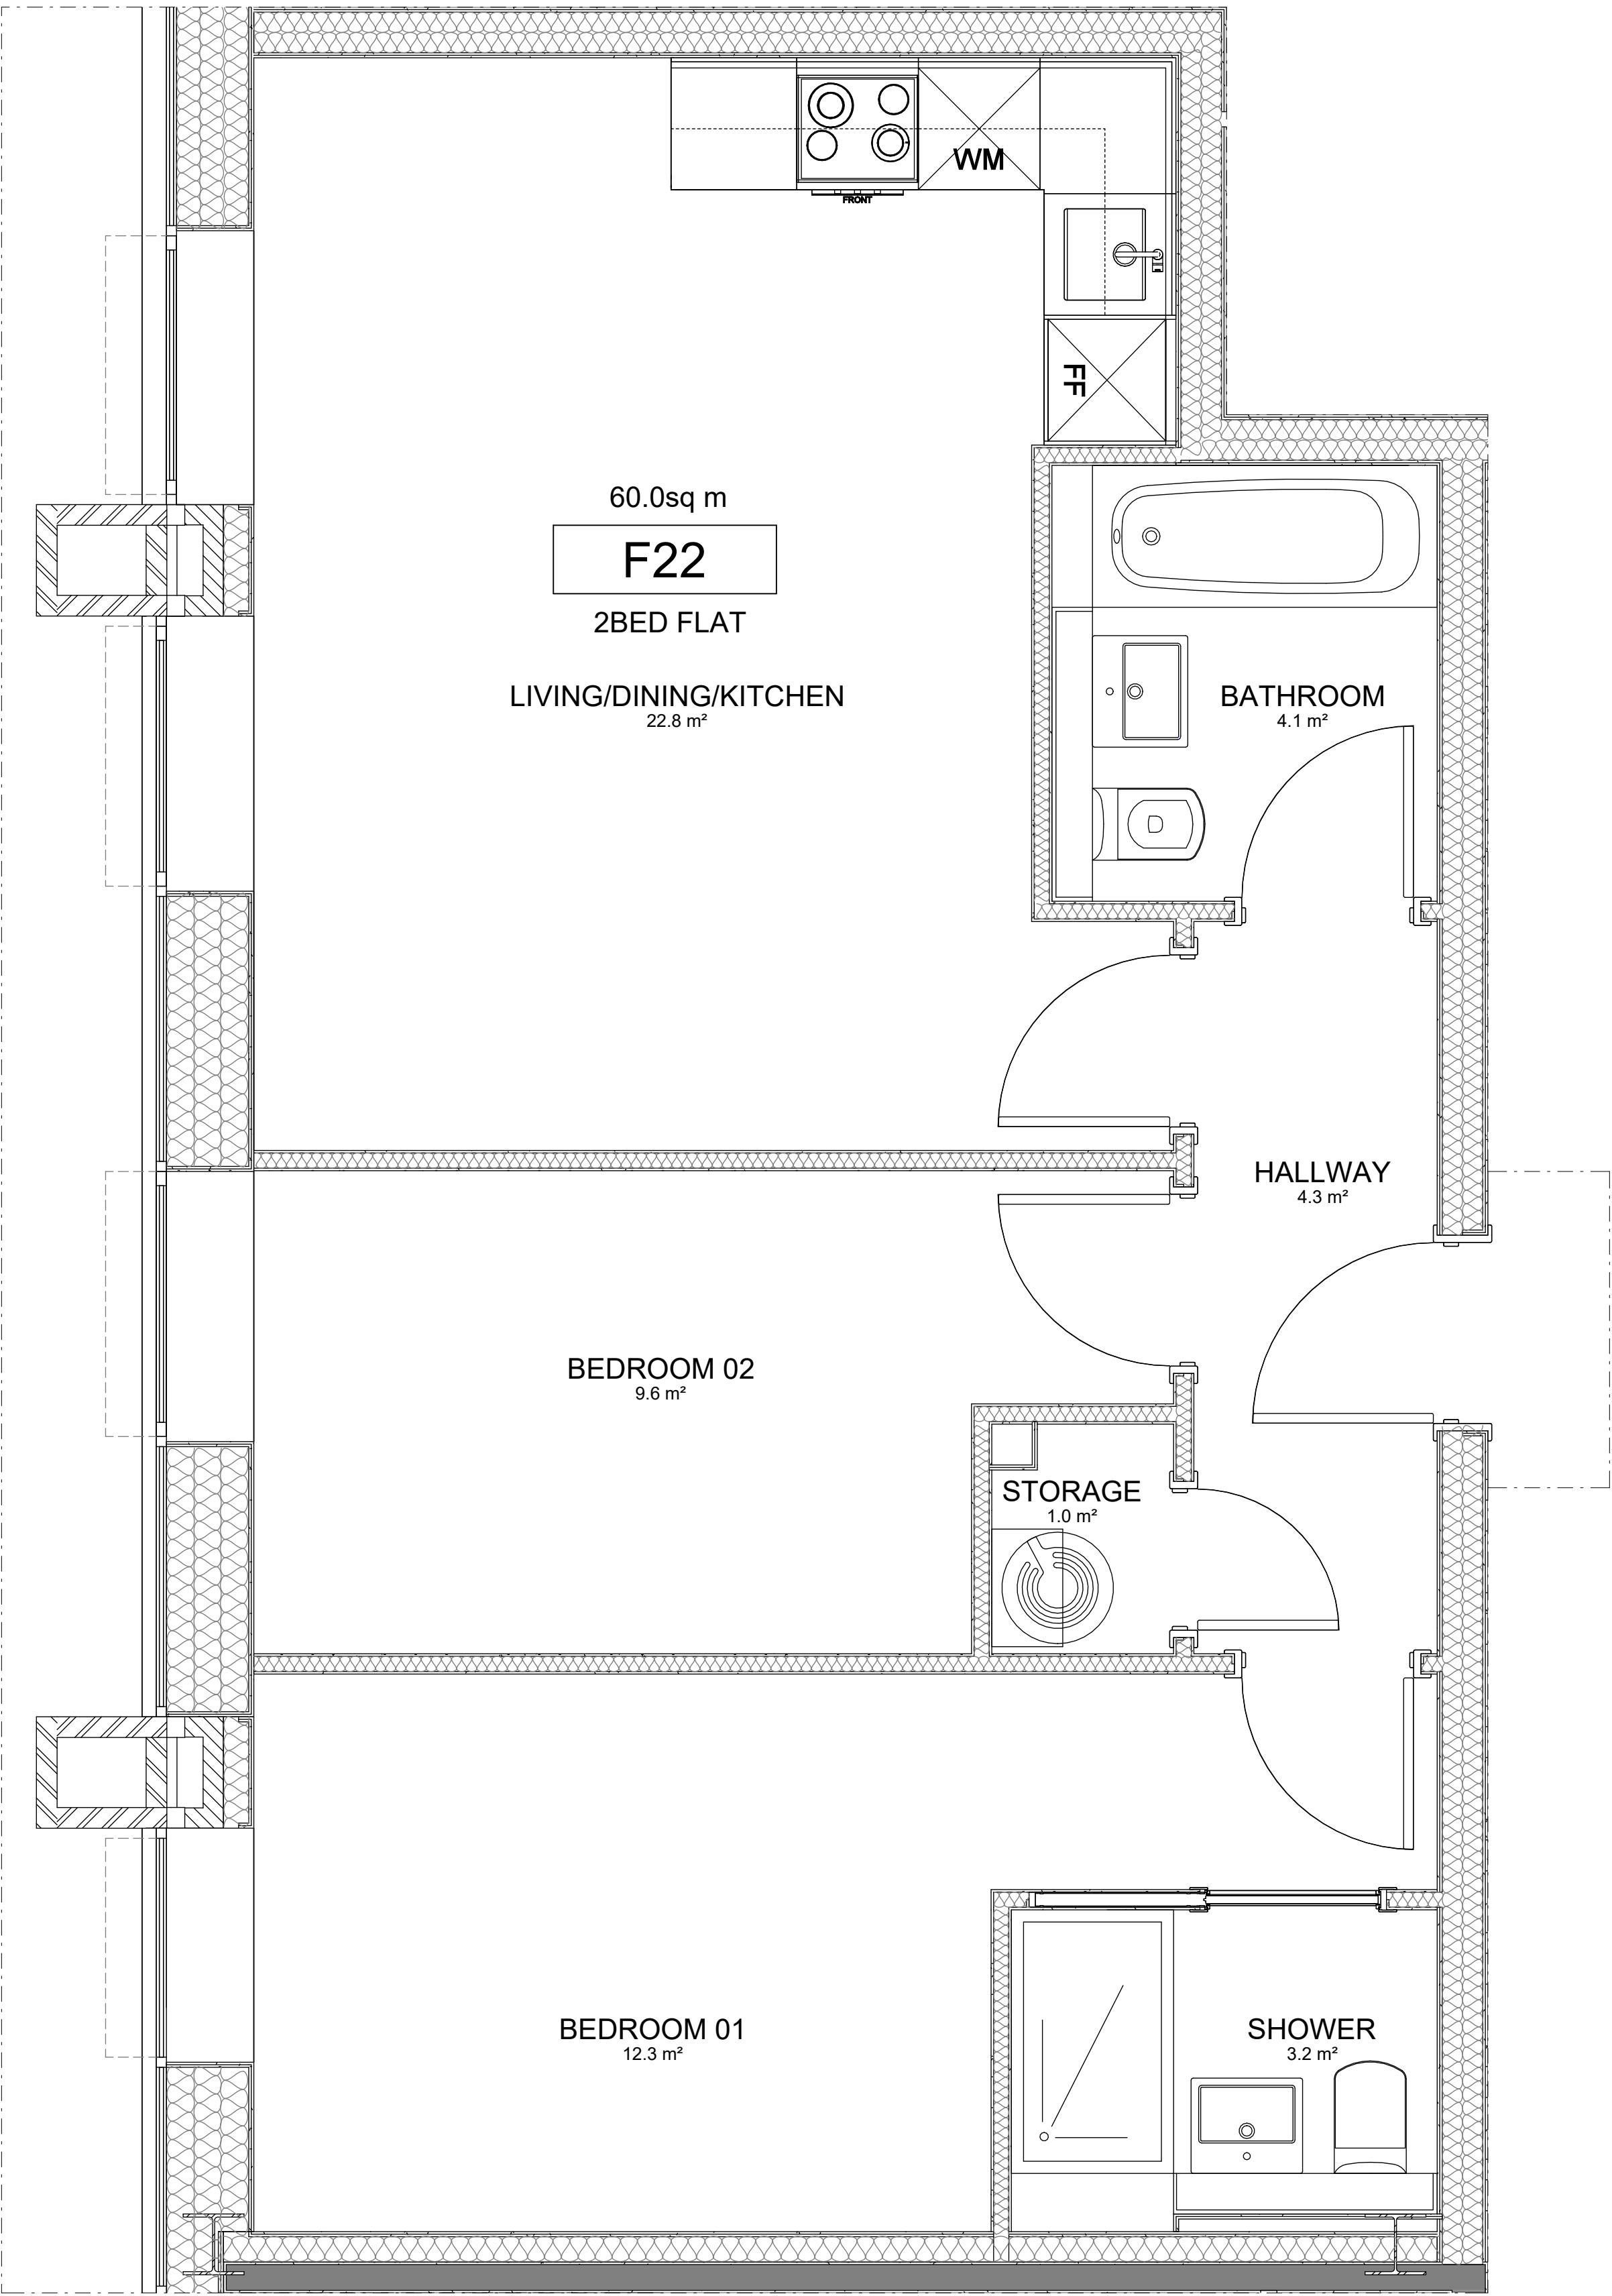 WM
FRONT
FF
60.0sq m
F22
2BED FLAT
LIVING/DINING/KITCHEN
22.8 m²
BATHROOM
4.1 m²
HALLWAY
4.3 m²
BEDROOM 02
9.6 m²
STORAGE
1.0 m²
BEDROOM 01
12.3 m²
SHOWER
3.2 m²